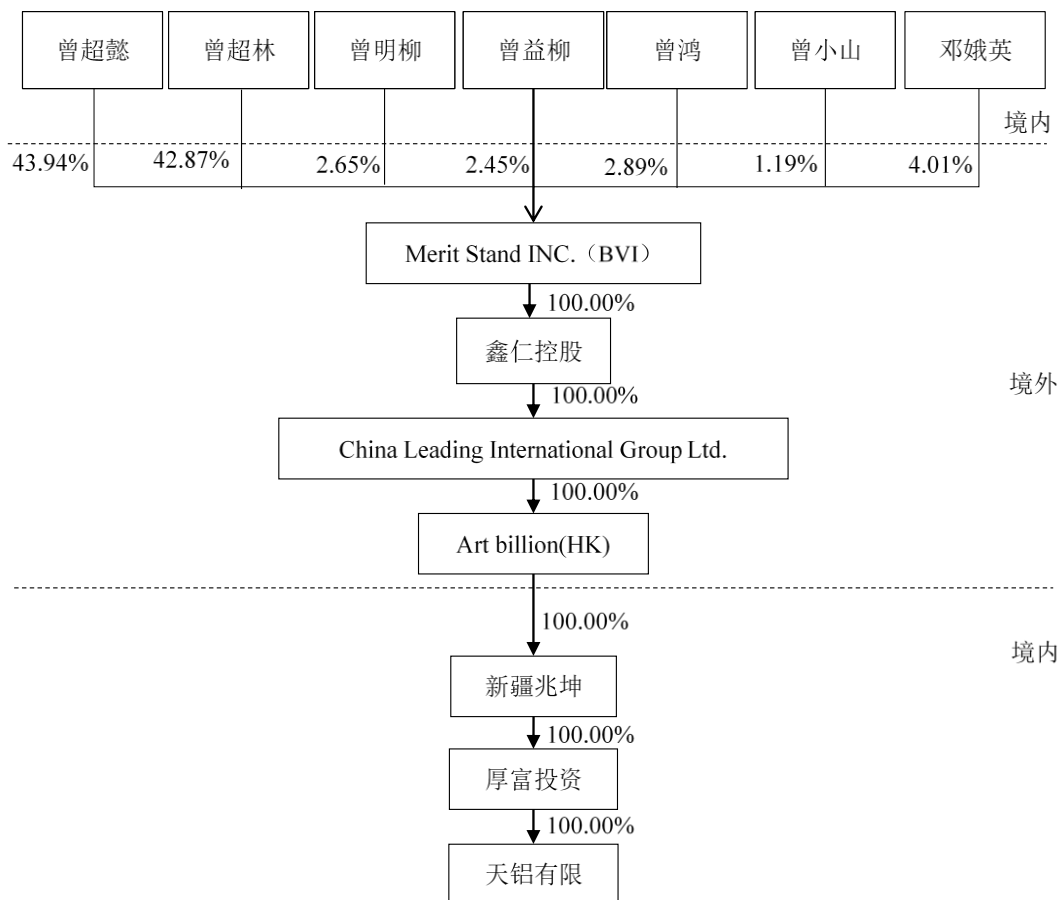 曾超懿 曾超林 曾明柳 曾益柳 曾鸿 曾小山 邓娥英
境内
43.94% 42.87% 2.65% 2.45% 2.89% 1.19% 4.01%
Merit Stand INC.（BVI）
100.00%
鑫仁控股
境外
100.00%
China Leading International Group Ltd.
100.00%
Art billion(HK)
100.00%
境内
新疆兆坤
100.00%
厚富投资
100.00%
天铝有限